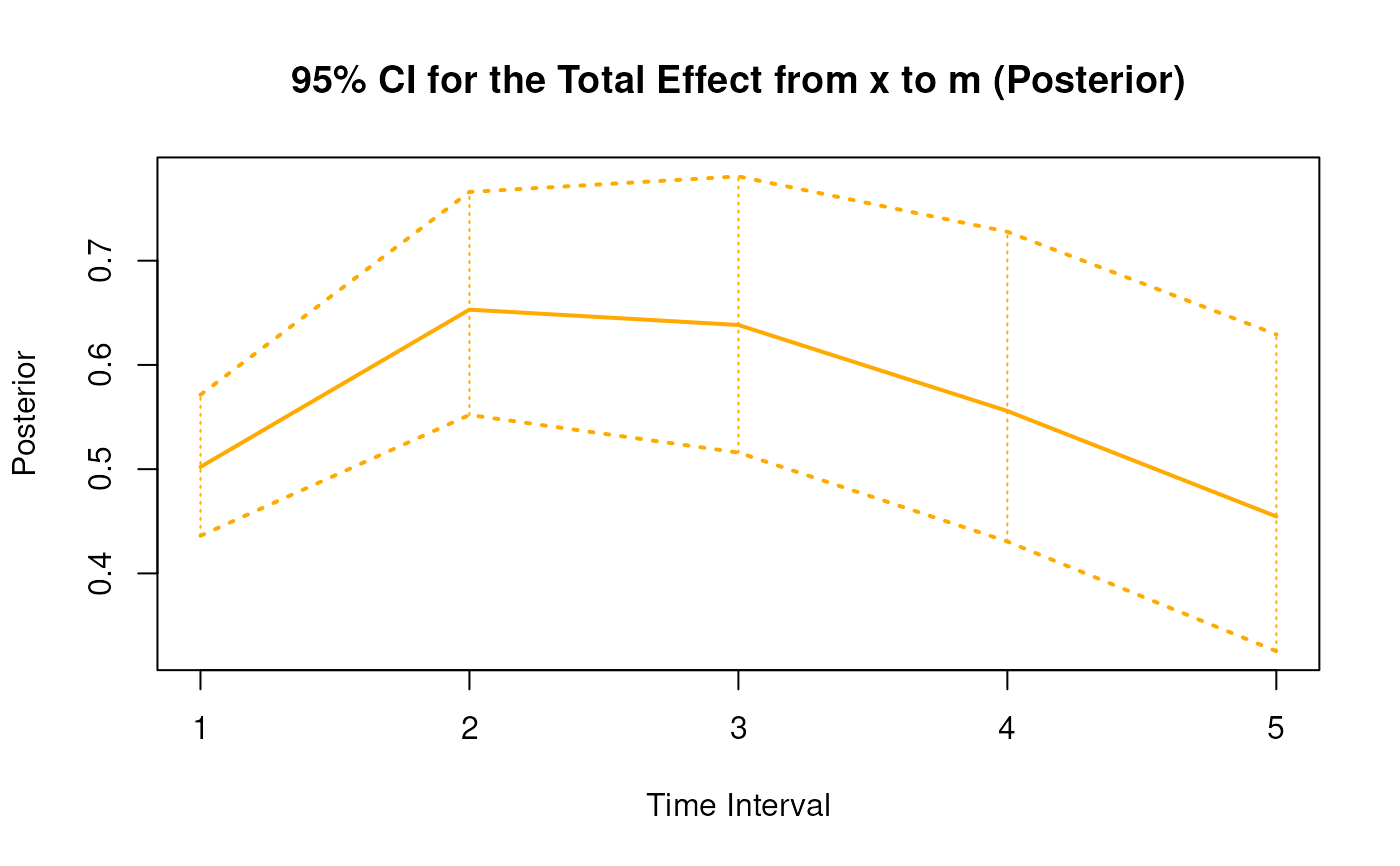 95% CI for the Total Effect from x to m (Posterior)
Posterior
0.7
0.6
0.5
0.4
1 2 3 4 5
Time Interval